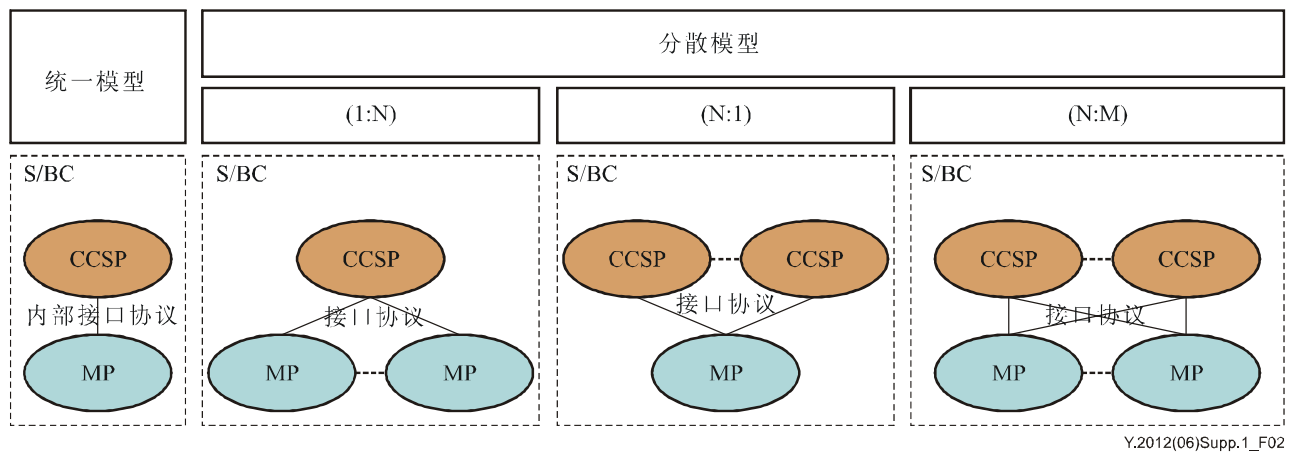 统一模型
分散模型
(1:N)
(N:1)
(N:M)
S/BC
CCSP
内部接口协议
MP
S/BC
CCSP
接口协议
MP
MP
S/BC
CCSP
CCSP
接口协议
MP
S/BC
CCSP
CCSP
接口协议
MP
MP
Y.2012(06)Supp.1_F02